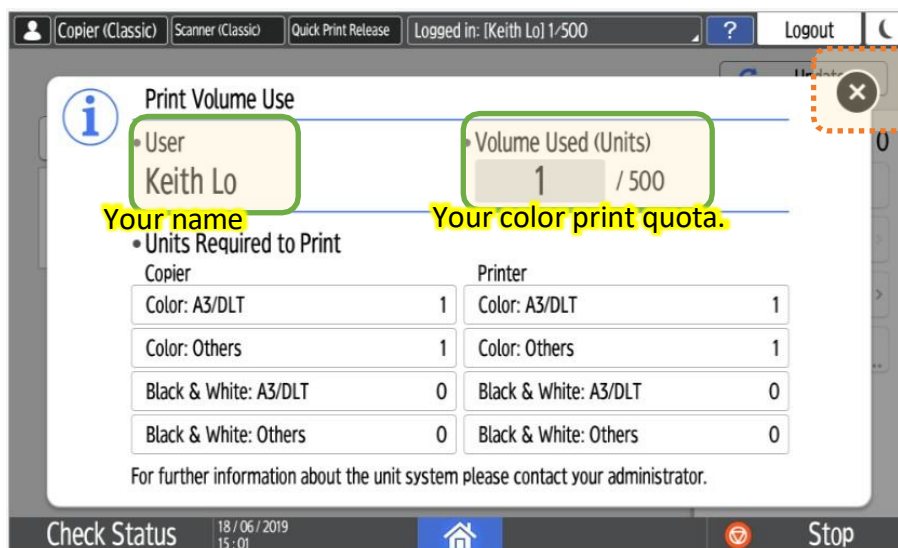 Copier (Classic) Scanner (Classic) Quick Print Release Logged in: [Keith Lo] 1/500 ? Logout
Update
Print Volume Use
0
User Volume Used (Units)
Keith Lo 1 / 500
Your name Your color print quota.
Units Required to Print
Copier Printer
Color: A3/DLT 1 Color: A3/DLT 1
Color: Others 1 Color: Others 1
Black & White: A3/DLT 0 Black & White: A3/DLT 0
Black & White: Others 0 Black & White: Others 0
For further information about the unit system please contact your administrator.
Check Status 18/06/2019 Stop
15:01